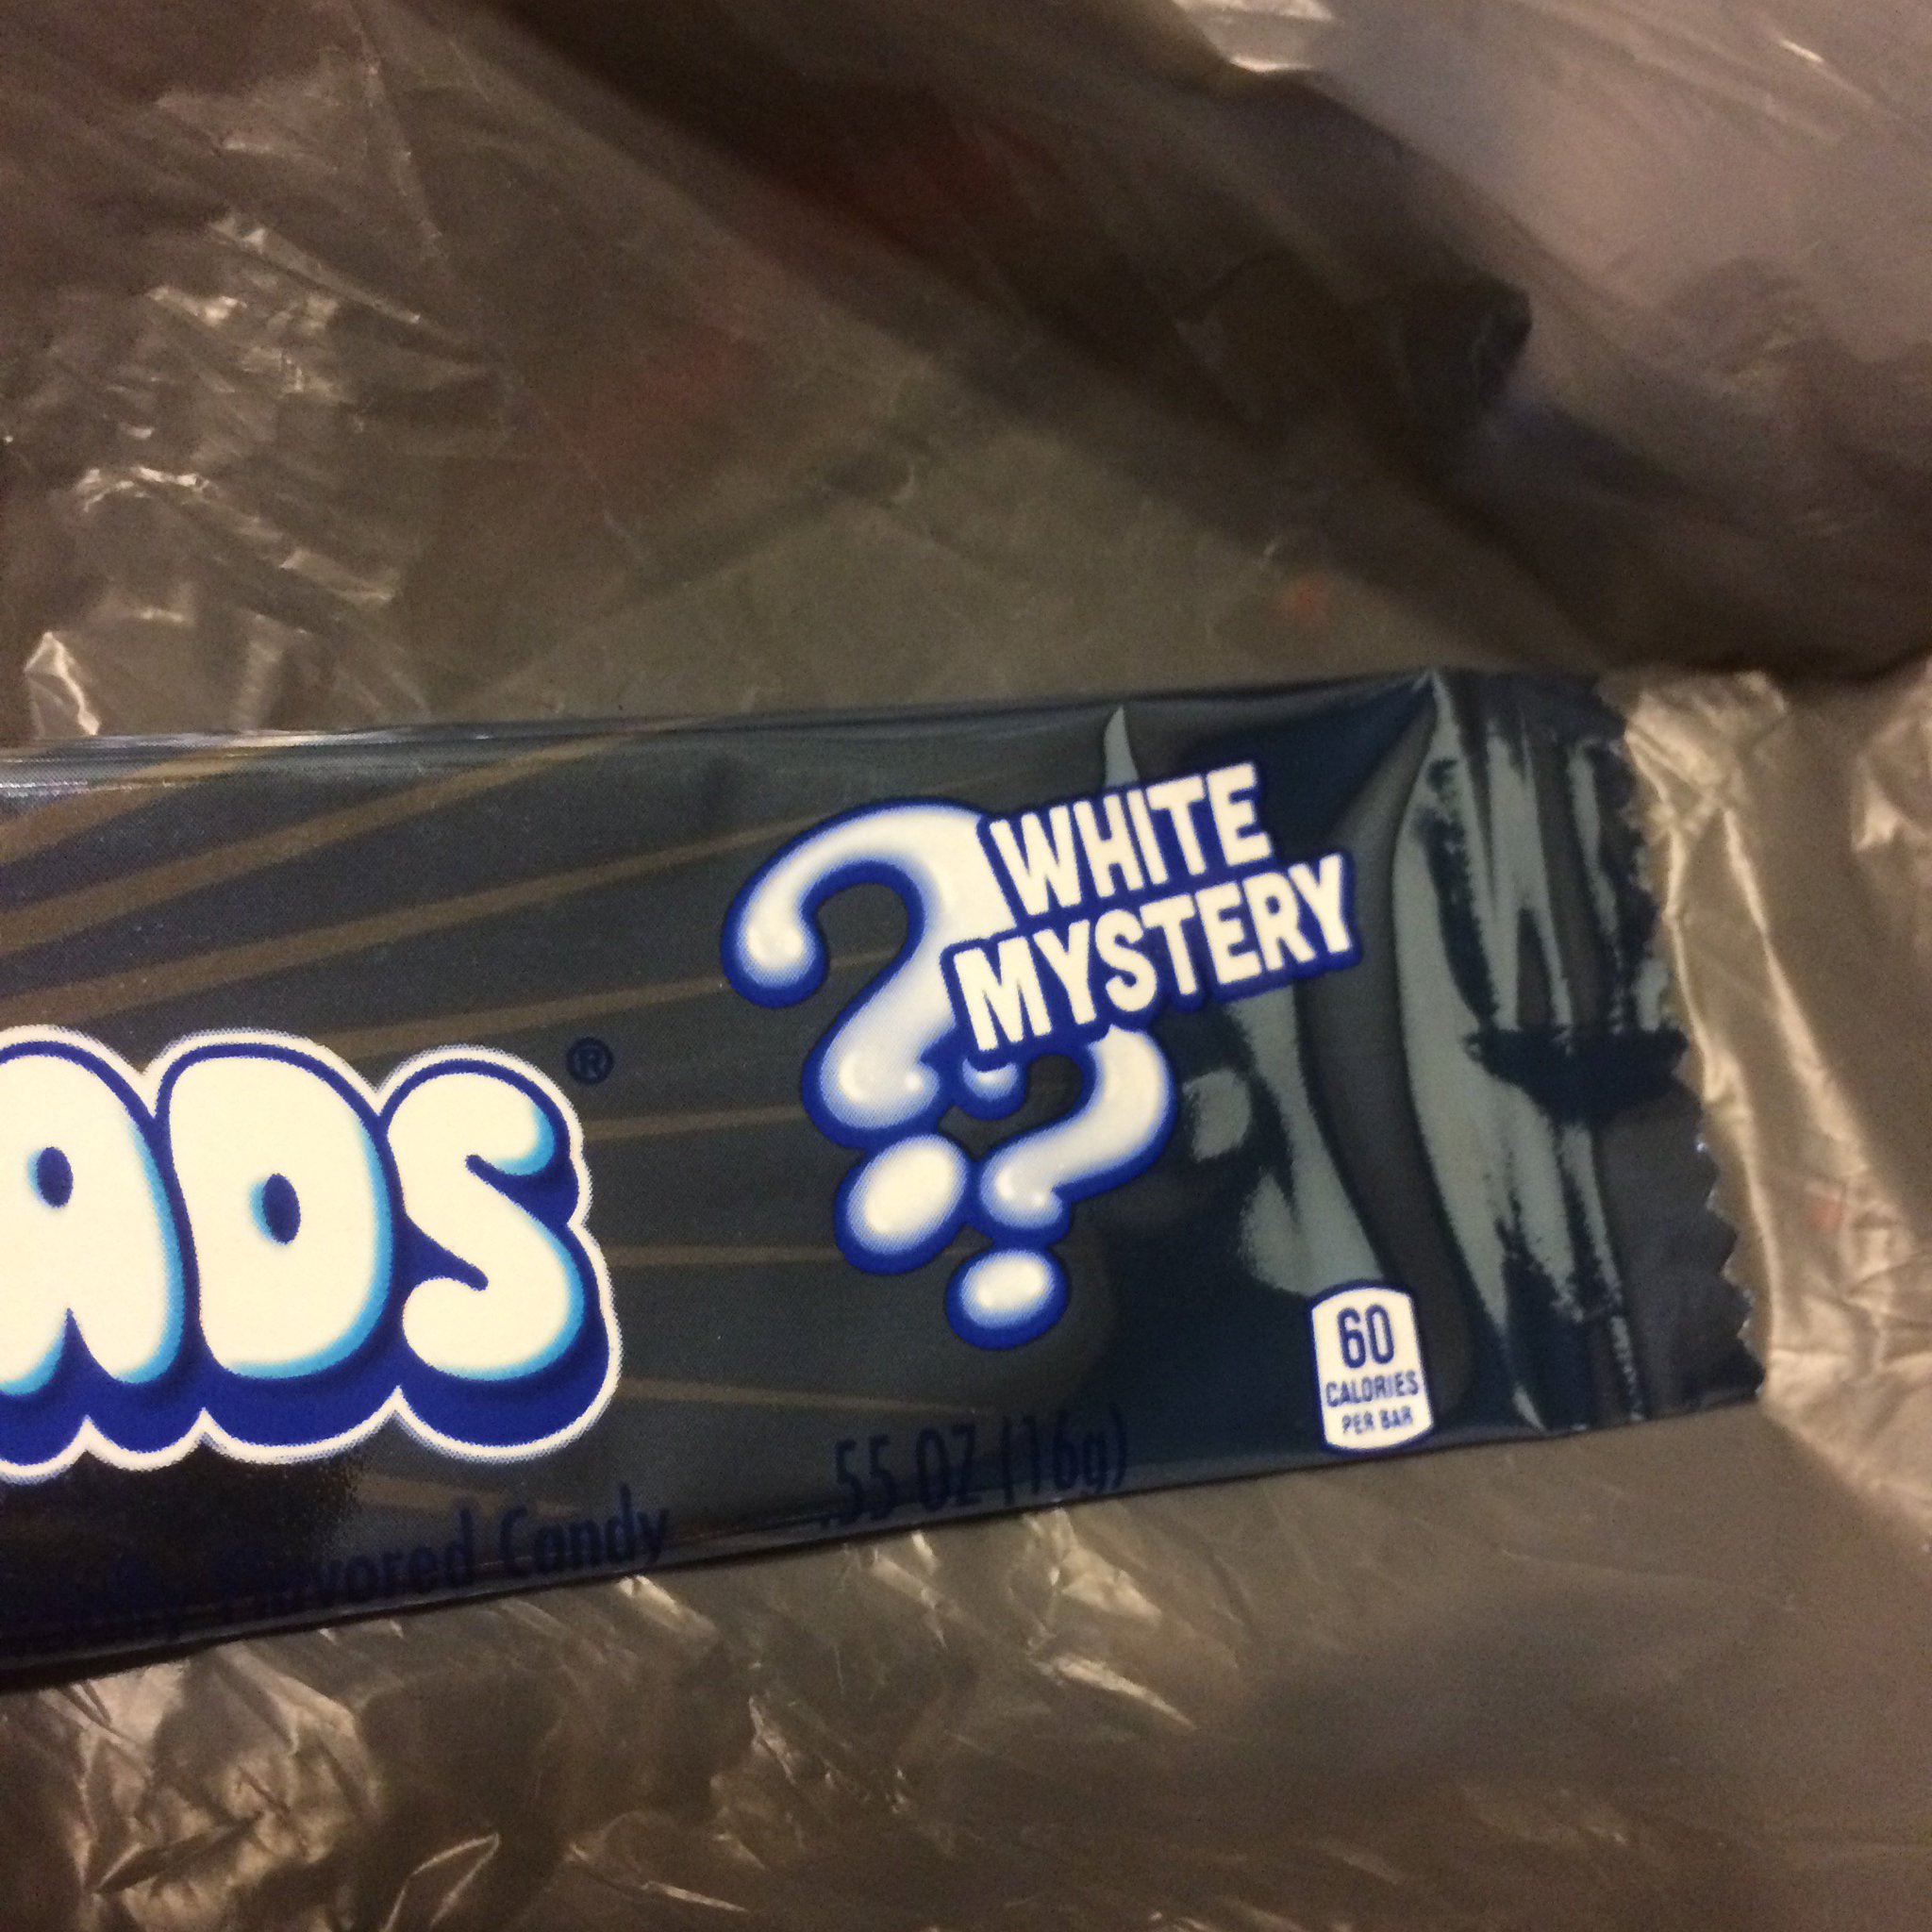 WHITE
MYSTERY
ADS®
60
CALORIES
PER BAR
.55 OZ (16g)
Flavored Candy